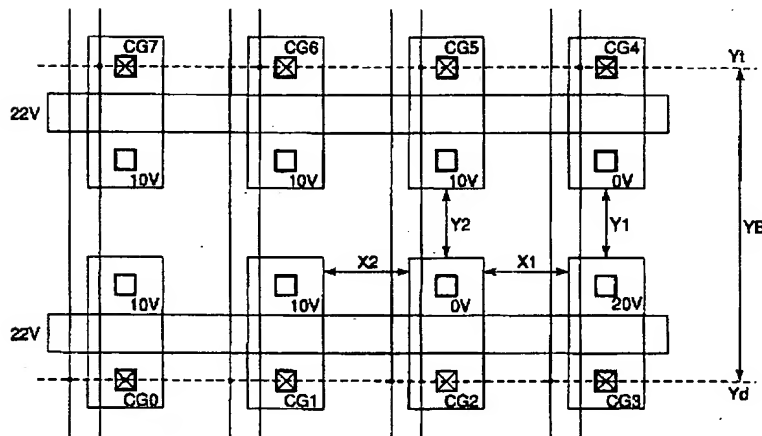 CG7 CG6 CG5 CG4 Yt
22V
10V 10V 10V 0V
Y2 Y1 YB
X2 X1
10V 10V 0V 20V
22V
CG0 CG1 CG2 CG3 Yd